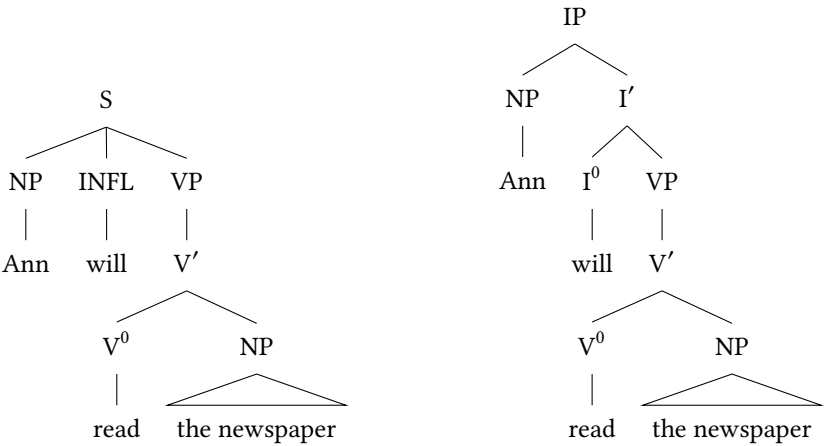 IP
S NP I′
NP INFL VP Ann I⁰ VP
Ann will V′ will V′
V⁰ NP V⁰ NP
read the newspaper read the newspaper